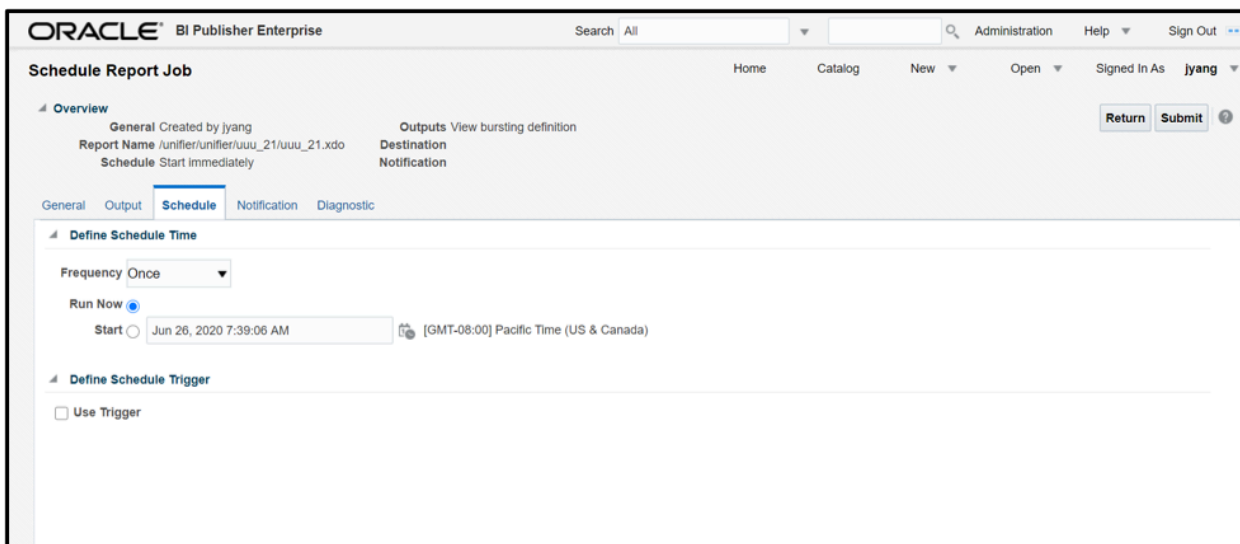 ORACLE® BI Publisher Enterprise Search All Administration Help Sign Out
Schedule Report Job Home Catalog New Open Signed In As jyang
Overview
General Created by jyang Outputs View bursting definition
Report Name /unifier/unifier/uuu_21/uuu_21.xdo Destination
Schedule Start immediately Notification
Return Submit ?
General Output Schedule Notification Diagnostic
Define Schedule Time
Frequency Once
Run Now
Start Jun 26, 2020 7:39:06 AM [GMT-08:00] Pacific Time (US & Canada)
Define Schedule Trigger
Use Trigger